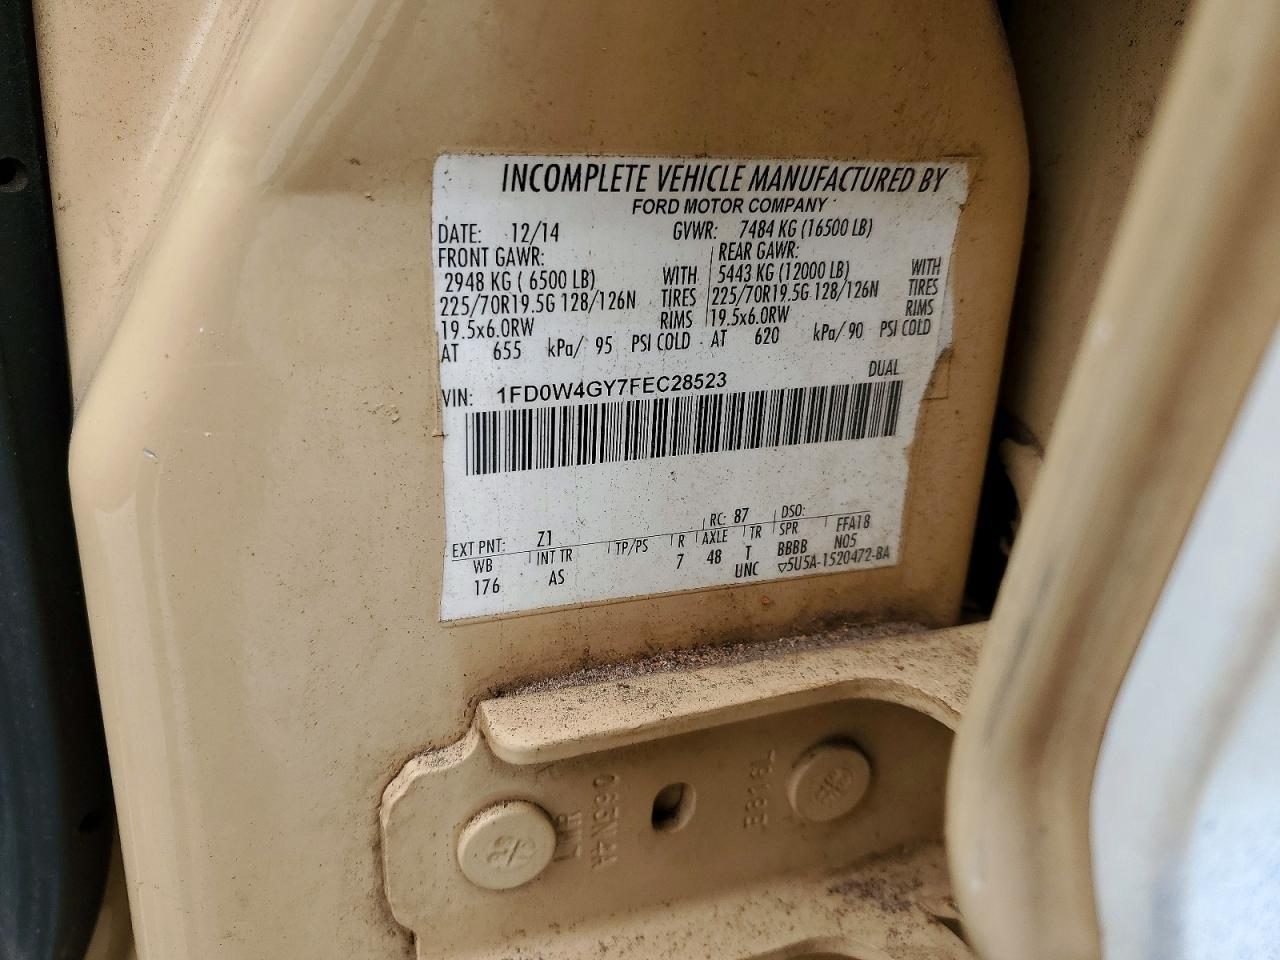 INCOMPLETE VEHICLE MANUFACTURED BY
FORD MOTOR COMPANY
DATE: 12/14 GVWR: 7484 KG (16500 LB)
FRONT GAWR: REAR GAWR:
2948 KG ( 6500 LB) WITH 5443 KG (12000 LB) WITH
225/70R19.5G 128/126N TIRES 225/70R19.5G 128/126N TIRES
19.5x6.0RW RIMS 19.5x6.0RW RIMS
AT 655 kPa/ 95 PSI COLD AT 620 kPa/ 90 PSI COLD
DUAL
VIN: 1FD0W4GY7FEC28523
EXT PNT: Z1 RC: 87 DSO:
WB INT TR TP/PS R AXLE TR SPR FFA18
176 AS 7 48 T BBBB N05
UNC ▽5U5A-1520472-BA